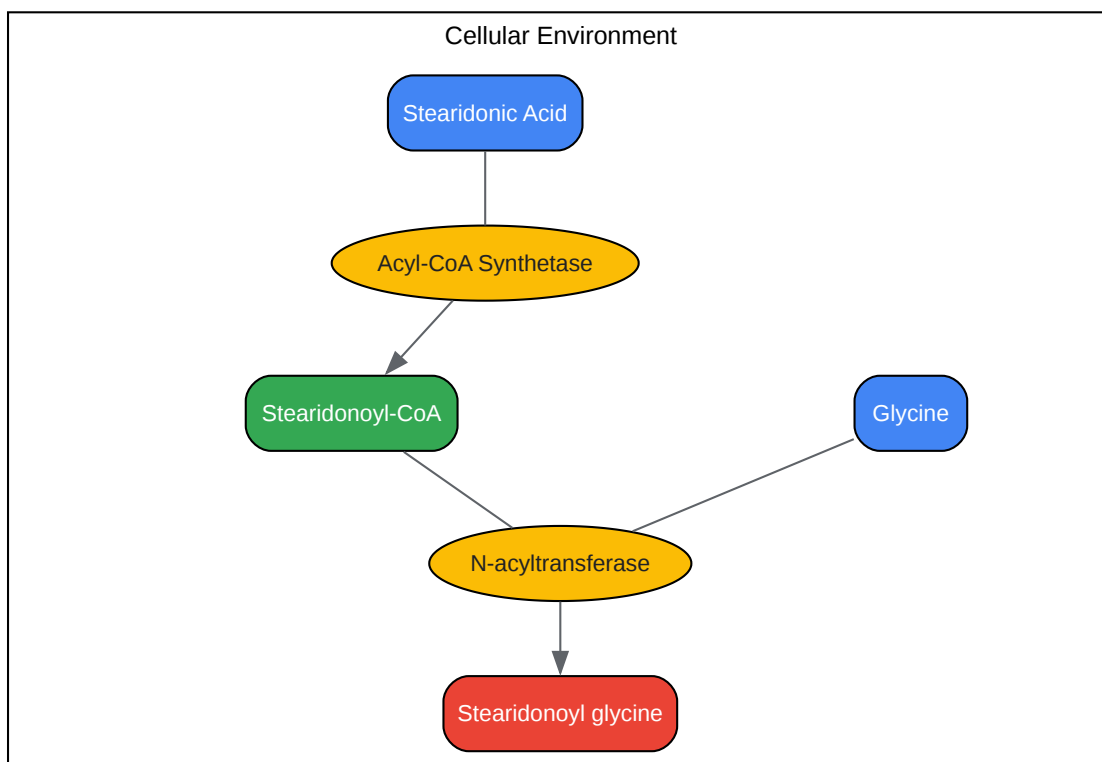 Cellular Environment
Stearidonic Acid
Acyl-CoA Synthetase
Stearidonoyl-CoA
Glycine
N-acyltransferase
Stearidonoyl glycine